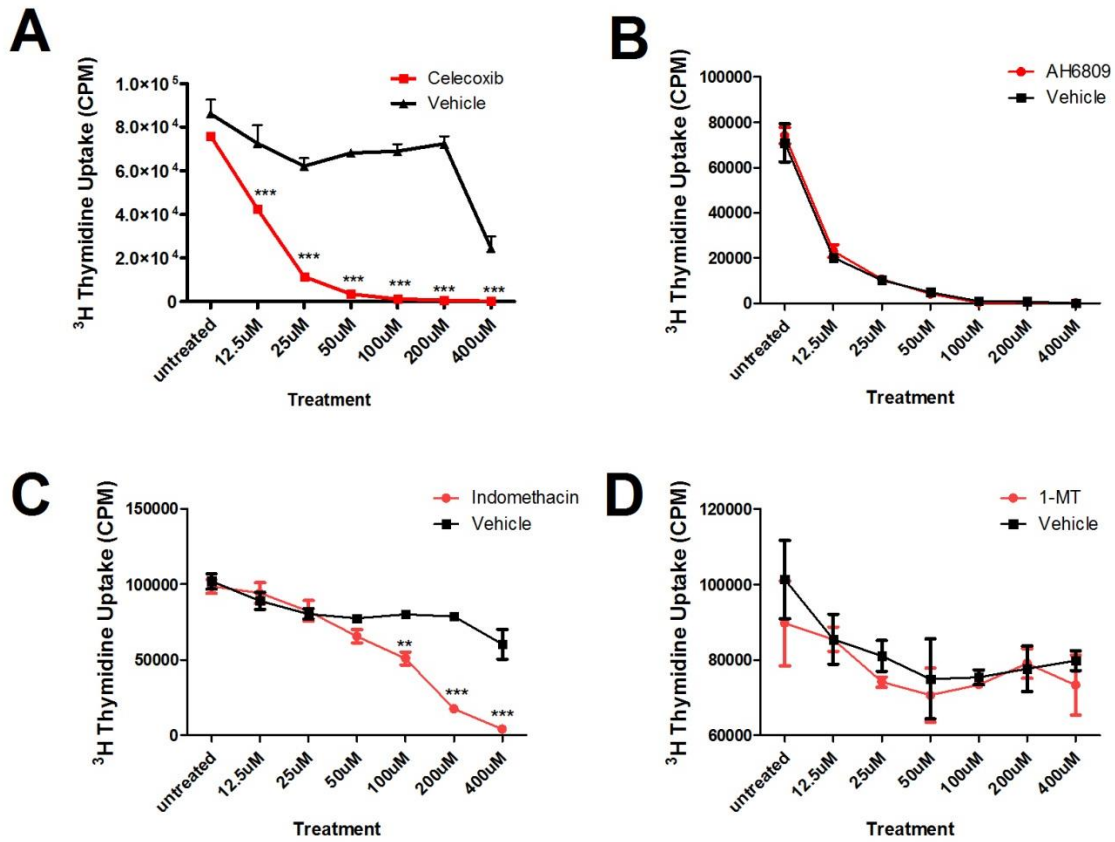 A
³H Thymidine Uptake (CPM)
1.0×10⁵
8.0×10⁴
6.0×10⁴
4.0×10⁴
2.0×10⁴
0
Celecoxib
Vehicle
***
***
***
***
***
***
untreated
12.5uM
25uM
50uM
100uM
200uM
400uM
Treatment
B
³H Thymidine Uptake (CPM)
100000
80000
60000
40000
20000
0
AH6809
Vehicle
untreated
12.5uM
25uM
50uM
100uM
200uM
400uM
Treatment
C
³H Thymidine Uptake (CPM)
150000
100000
50000
0
Indomethacin
Vehicle
**
***
***
untreated
12.5uM
25uM
50uM
100uM
200uM
400uM
Treatment
D
³H Thymidine Uptake (CPM)
120000
100000
80000
60000
1-MT
Vehicle
untreated
12.5uM
25uM
50uM
100uM
200uM
400uM
Treatment